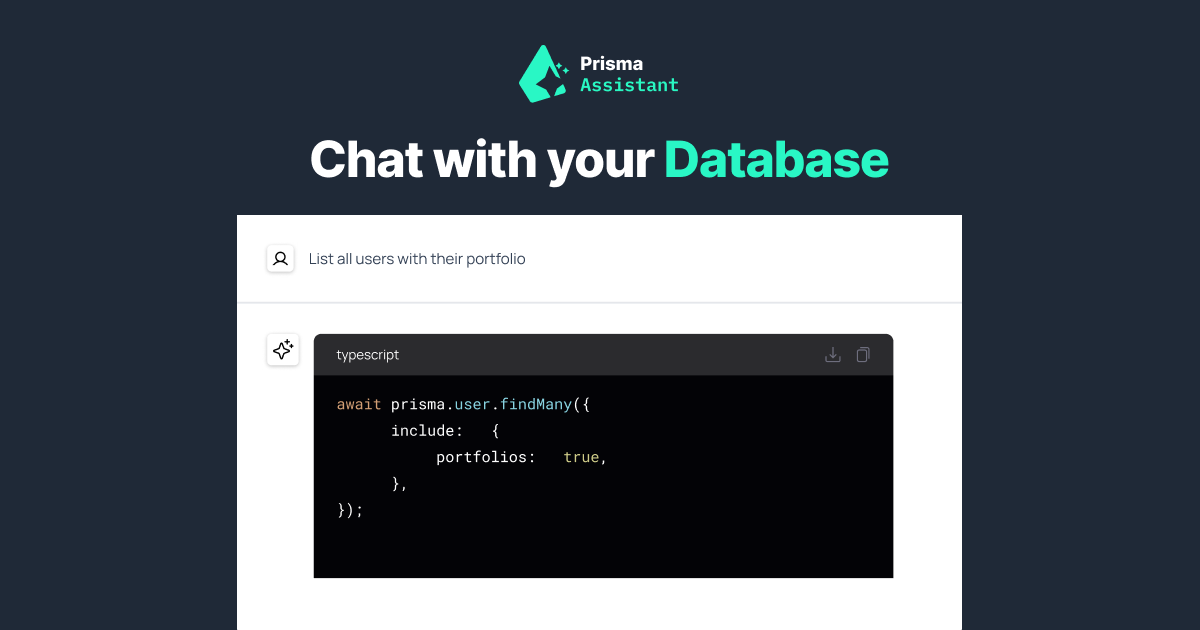 Prisma
Assistant
Chat with your Database
List all users with their portfolio
typescript
await prisma.user.findMany({
      include:   {
           portfolios:   true,
      },
});